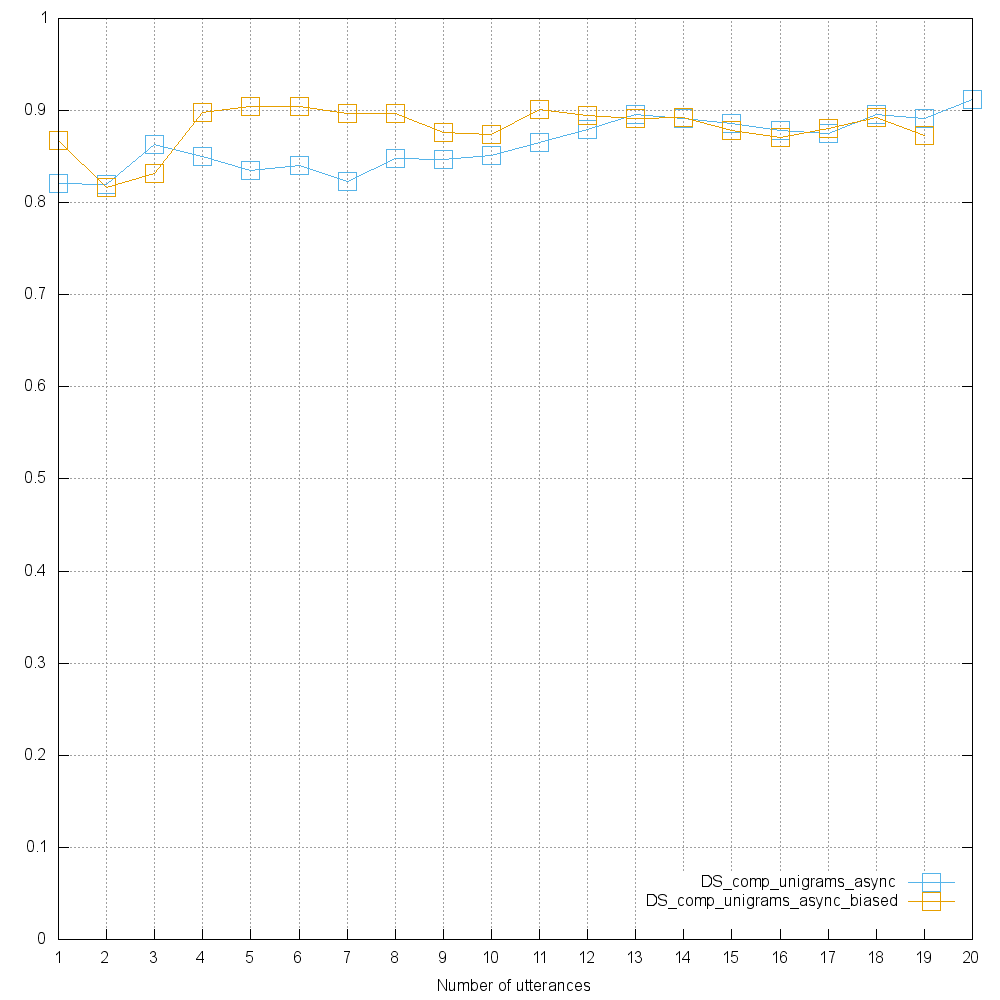 1
0.9
0.8
0.7
0.6
0.5
0.4
0.3
0.2
0.1
0
DS_comp_unigrams_async
DS_comp_unigrams_async_biased
1 2 3 4 5 6 7 8 9 10 11 12 13 14 15 16 17 18 19 20
Number of utterances